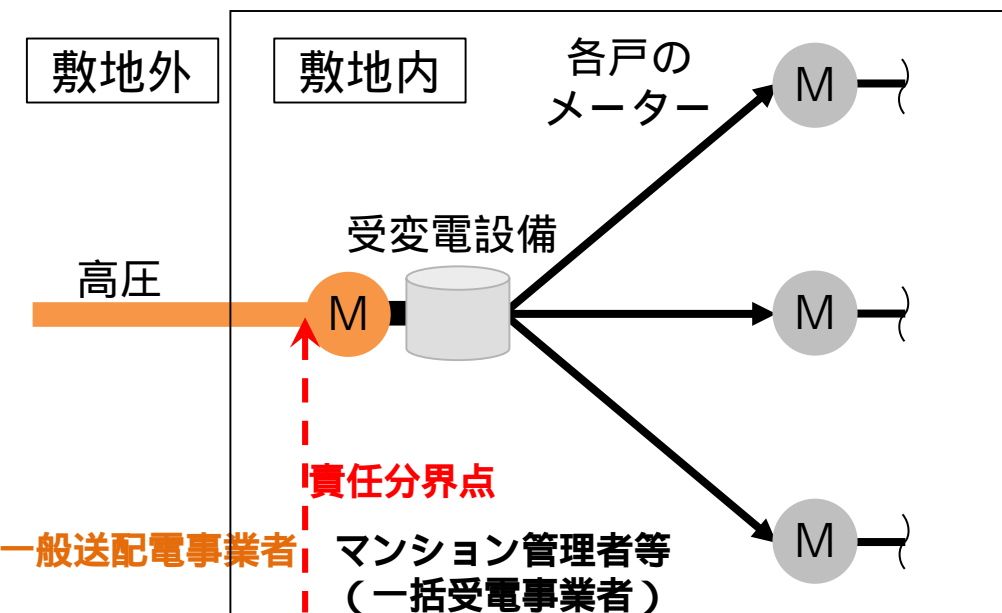 敷地外
敷地内
各戸の
メーター
M
受変電設備
高圧
M
M
責任分界点
一般送配電事業者
マンション管理者等
（一括受電事業者）
M